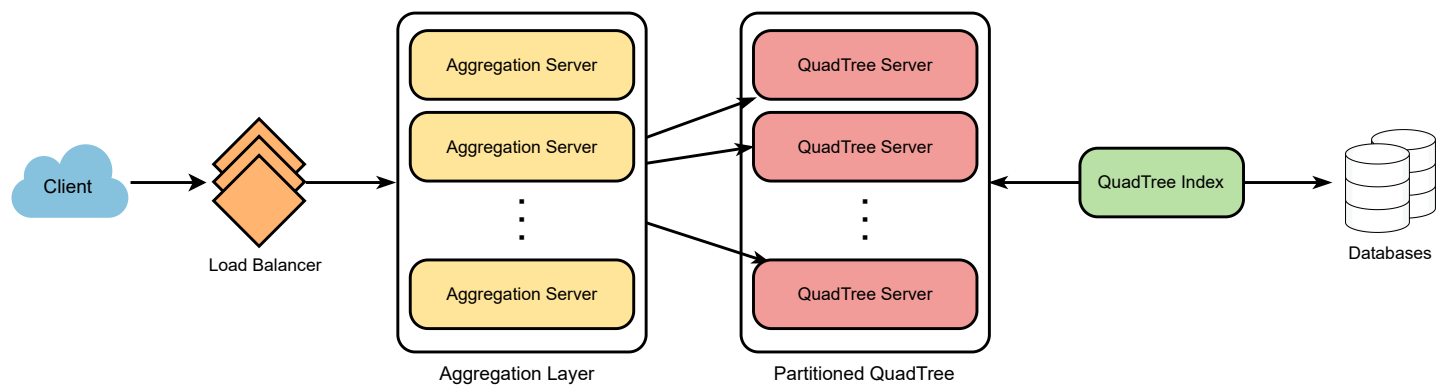 Client
Load Balancer
Aggregation Server
Aggregation Server
Aggregation Server
Aggregation Layer
QuadTree Server
QuadTree Server
QuadTree Server
Partitioned QuadTree
QuadTree Index
Databases